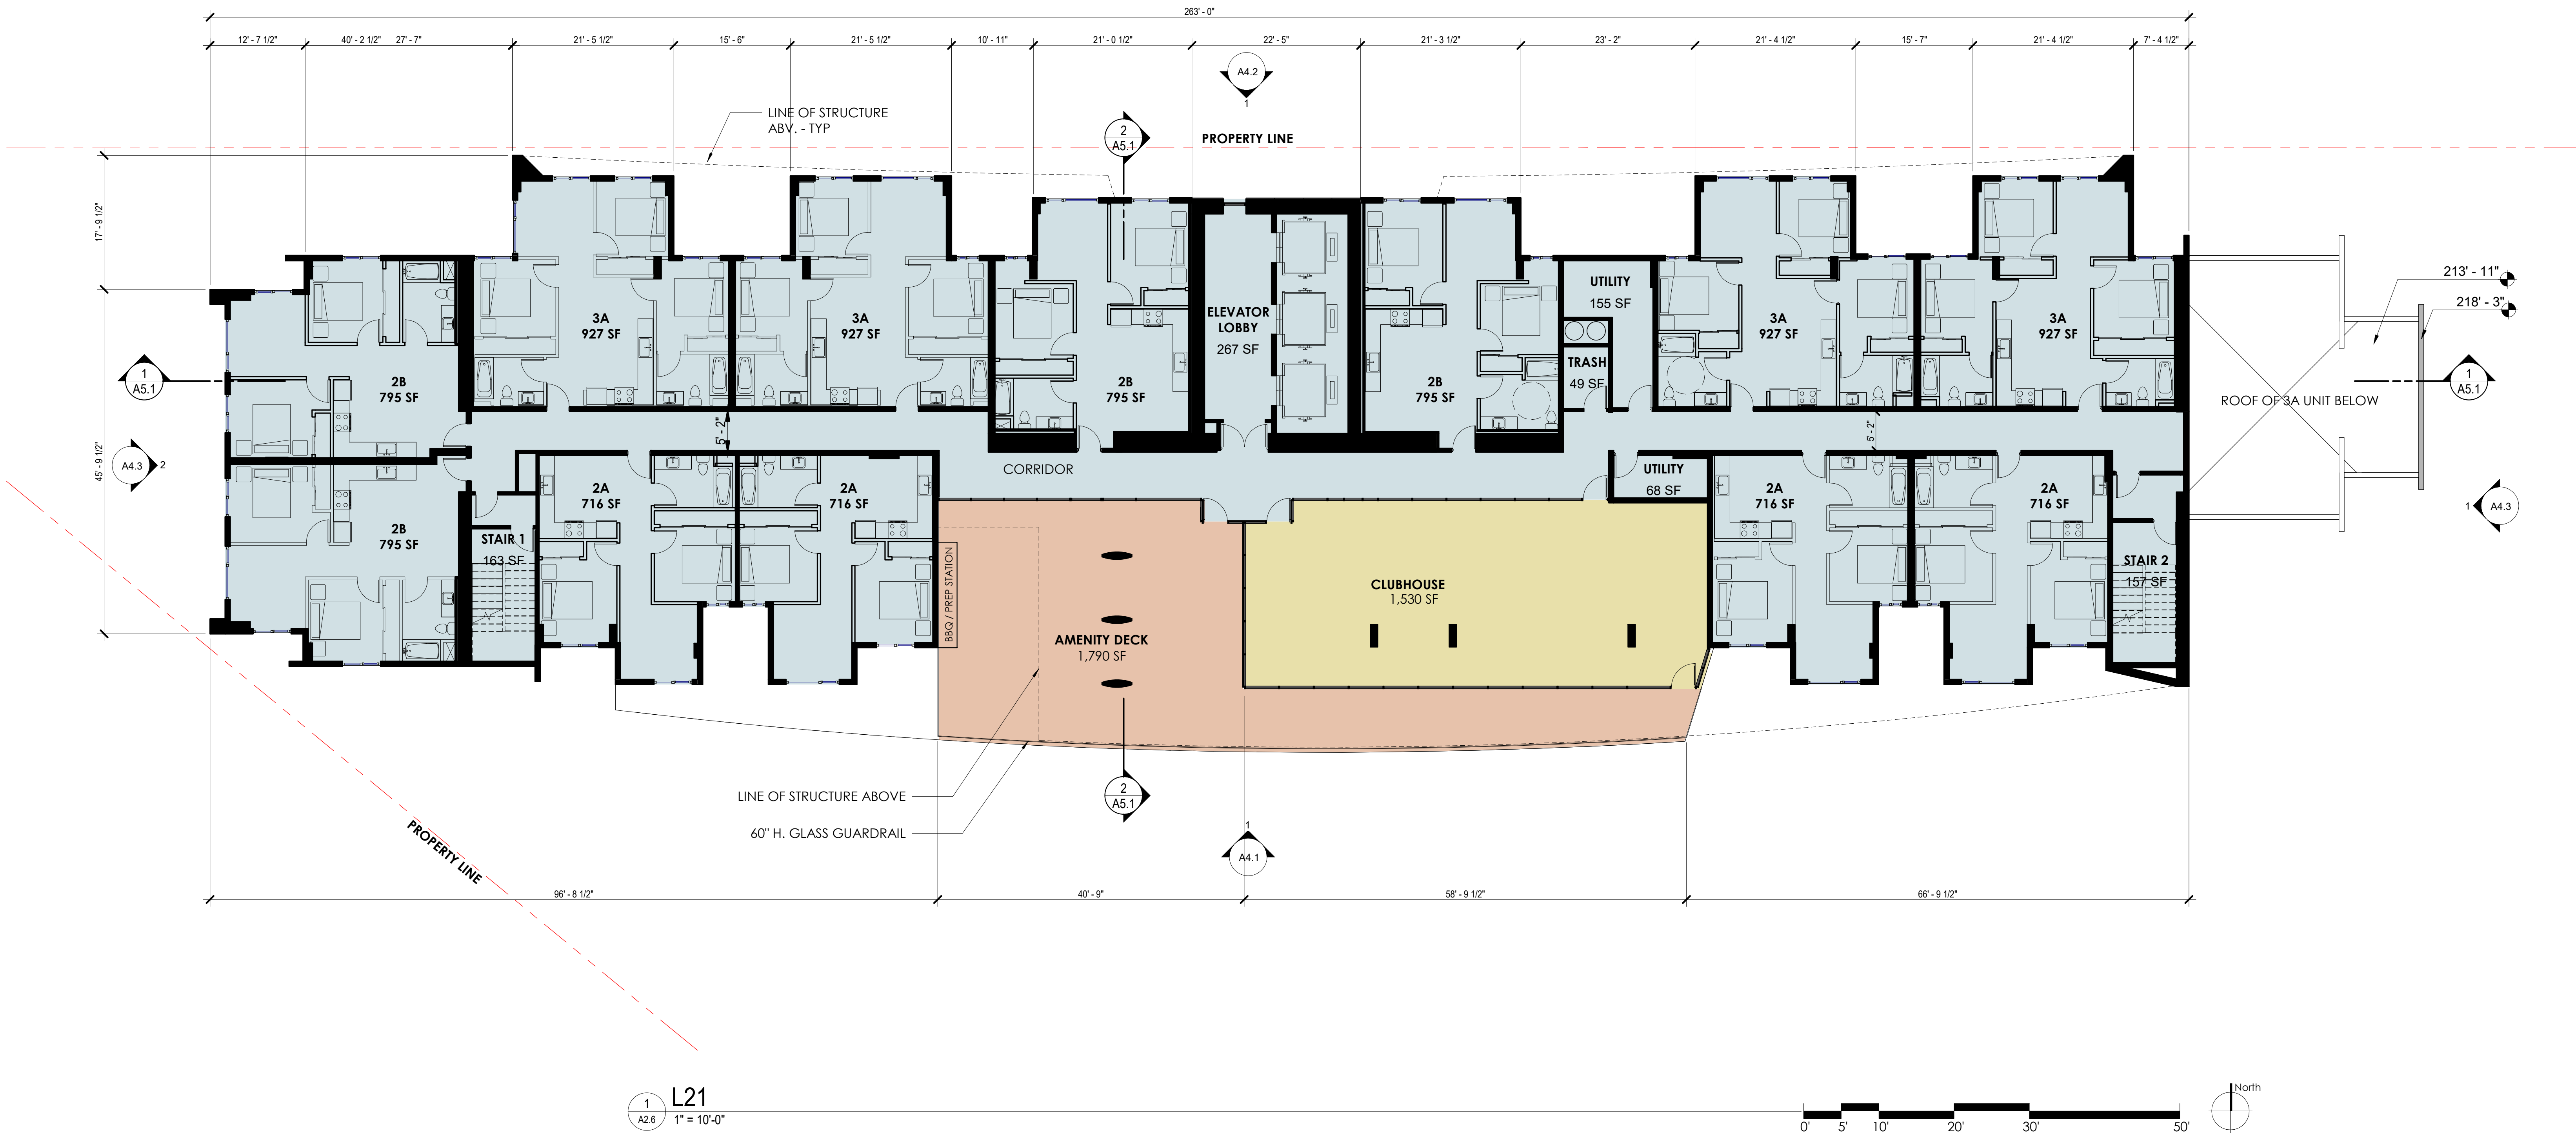 263' - 0"
12' - 7 1/2"
40' - 2 1/2"
27' - 7"
21' - 5 1/2"
15' - 6"
21' - 5 1/2"
10' - 11"
21' - 0 1/2"
22' - 5"
21' - 3 1/2"
23' - 2"
21' - 4 1/2"
15' - 7"
21' - 4 1/2"
7' - 4 1/2"
A4.2
1
LINE OF STRUCTURE
ABV. - TYP
2
A5.1
PROPERTY LINE
17' - 9 1/2"
45' - 9 1/2"
213' - 11"
218' - 3"
UTILITY
155 SF
ELEVATOR
LOBBY
267 SF
3A
927 SF
3A
927 SF
3A
927 SF
3A
927 SF
TRASH
49 SF
1
A5.1
2B
795 SF
2B
795 SF
2B
795 SF
1
A5.1
ROOF OF 3A UNIT BELOW
5' - 2"
5' - 2"
A4.3
2
CORRIDOR
UTILITY
68 SF
2A
716 SF
2A
716 SF
2A
716 SF
2A
716 SF
1
A4.3
2B
795 SF
STAIR 1
163 SF
STAIR 2
157 SF
BBQ / PREP STATION
CLUBHOUSE
1,530 SF
AMENITY DECK
1,790 SF
LINE OF STRUCTURE ABOVE
2
A5.1
60" H. GLASS GUARDRAIL
PROPERTY LINE
1
A4.1
96' - 8 1/2"
40' - 9"
58' - 9 1/2"
66' - 9 1/2"
1
A2.6
L21
1" = 10'-0"
0'
5'
10'
20'
30'
50'
North